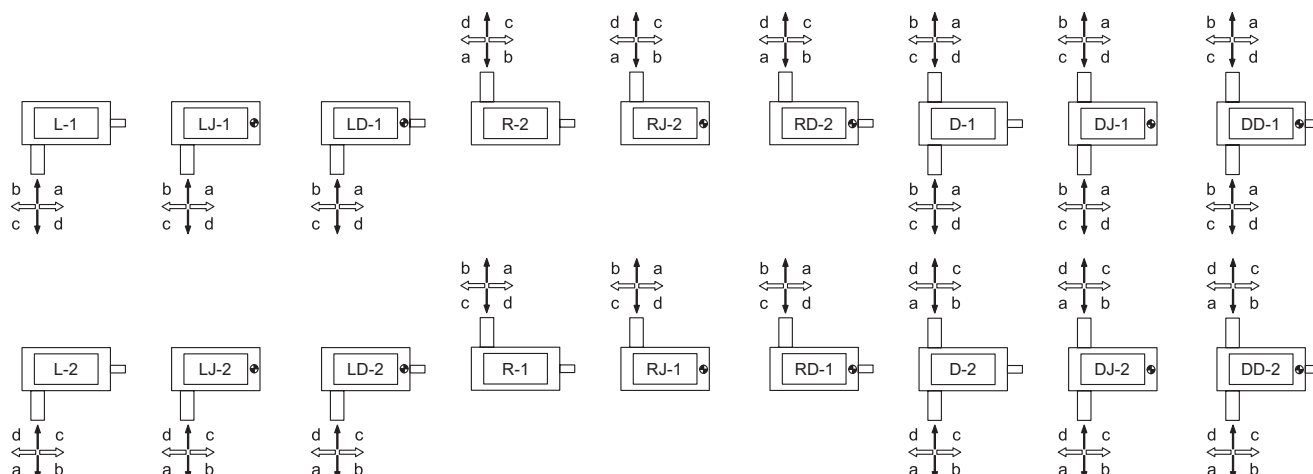 d c d c d c b a b a b a
a b a b a b c d c d c d
L-1 LJ-1 LD-1 R-2 RJ-2 RD-2 D-1 DJ-1 DD-1
b a b a b a b a b a b a
c d c d c d c d c d c d
b a b a b a d c d c d c
c d c d c d a b a b a b
L-2 LJ-2 LD-2 R-1 RJ-1 RD-1 D-2 DJ-2 DD-2
d c d c d c d c d c d c
a b a b a b a b a b a b